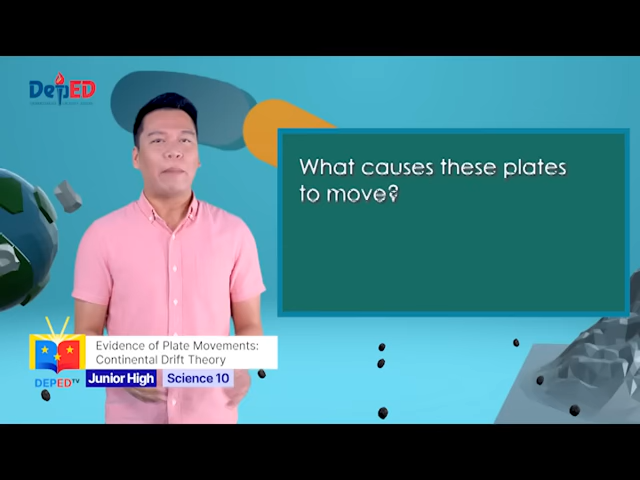 DepED
What causes these plates
to move?
Evidence of Plate Movements:
Continental Drift Theory
DEPED TV
Junior High
Science 10